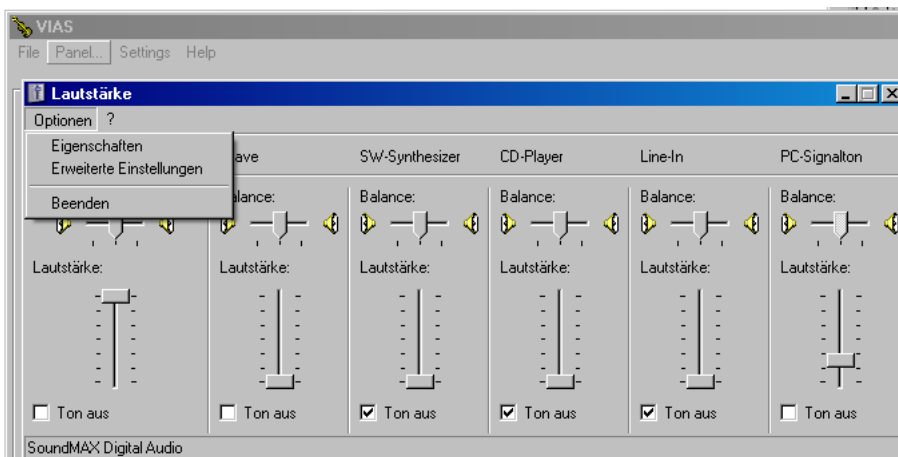 VIAS
File Panel... Settings Help
Lautstärke
Optionen ?
Eigenschaften
Erweiterte Einstellungen
Beenden
ave SW-Synthesizer CD-Player Line-In PC-Signalton
alance: Balance: Balance: Balance: Balance:
Lautstärke: Lautstärke: Lautstärke: Lautstärke: Lautstärke: Lautstärke:
Ton aus Ton aus Ton aus Ton aus Ton aus Ton aus
SoundMAX Digital Audio